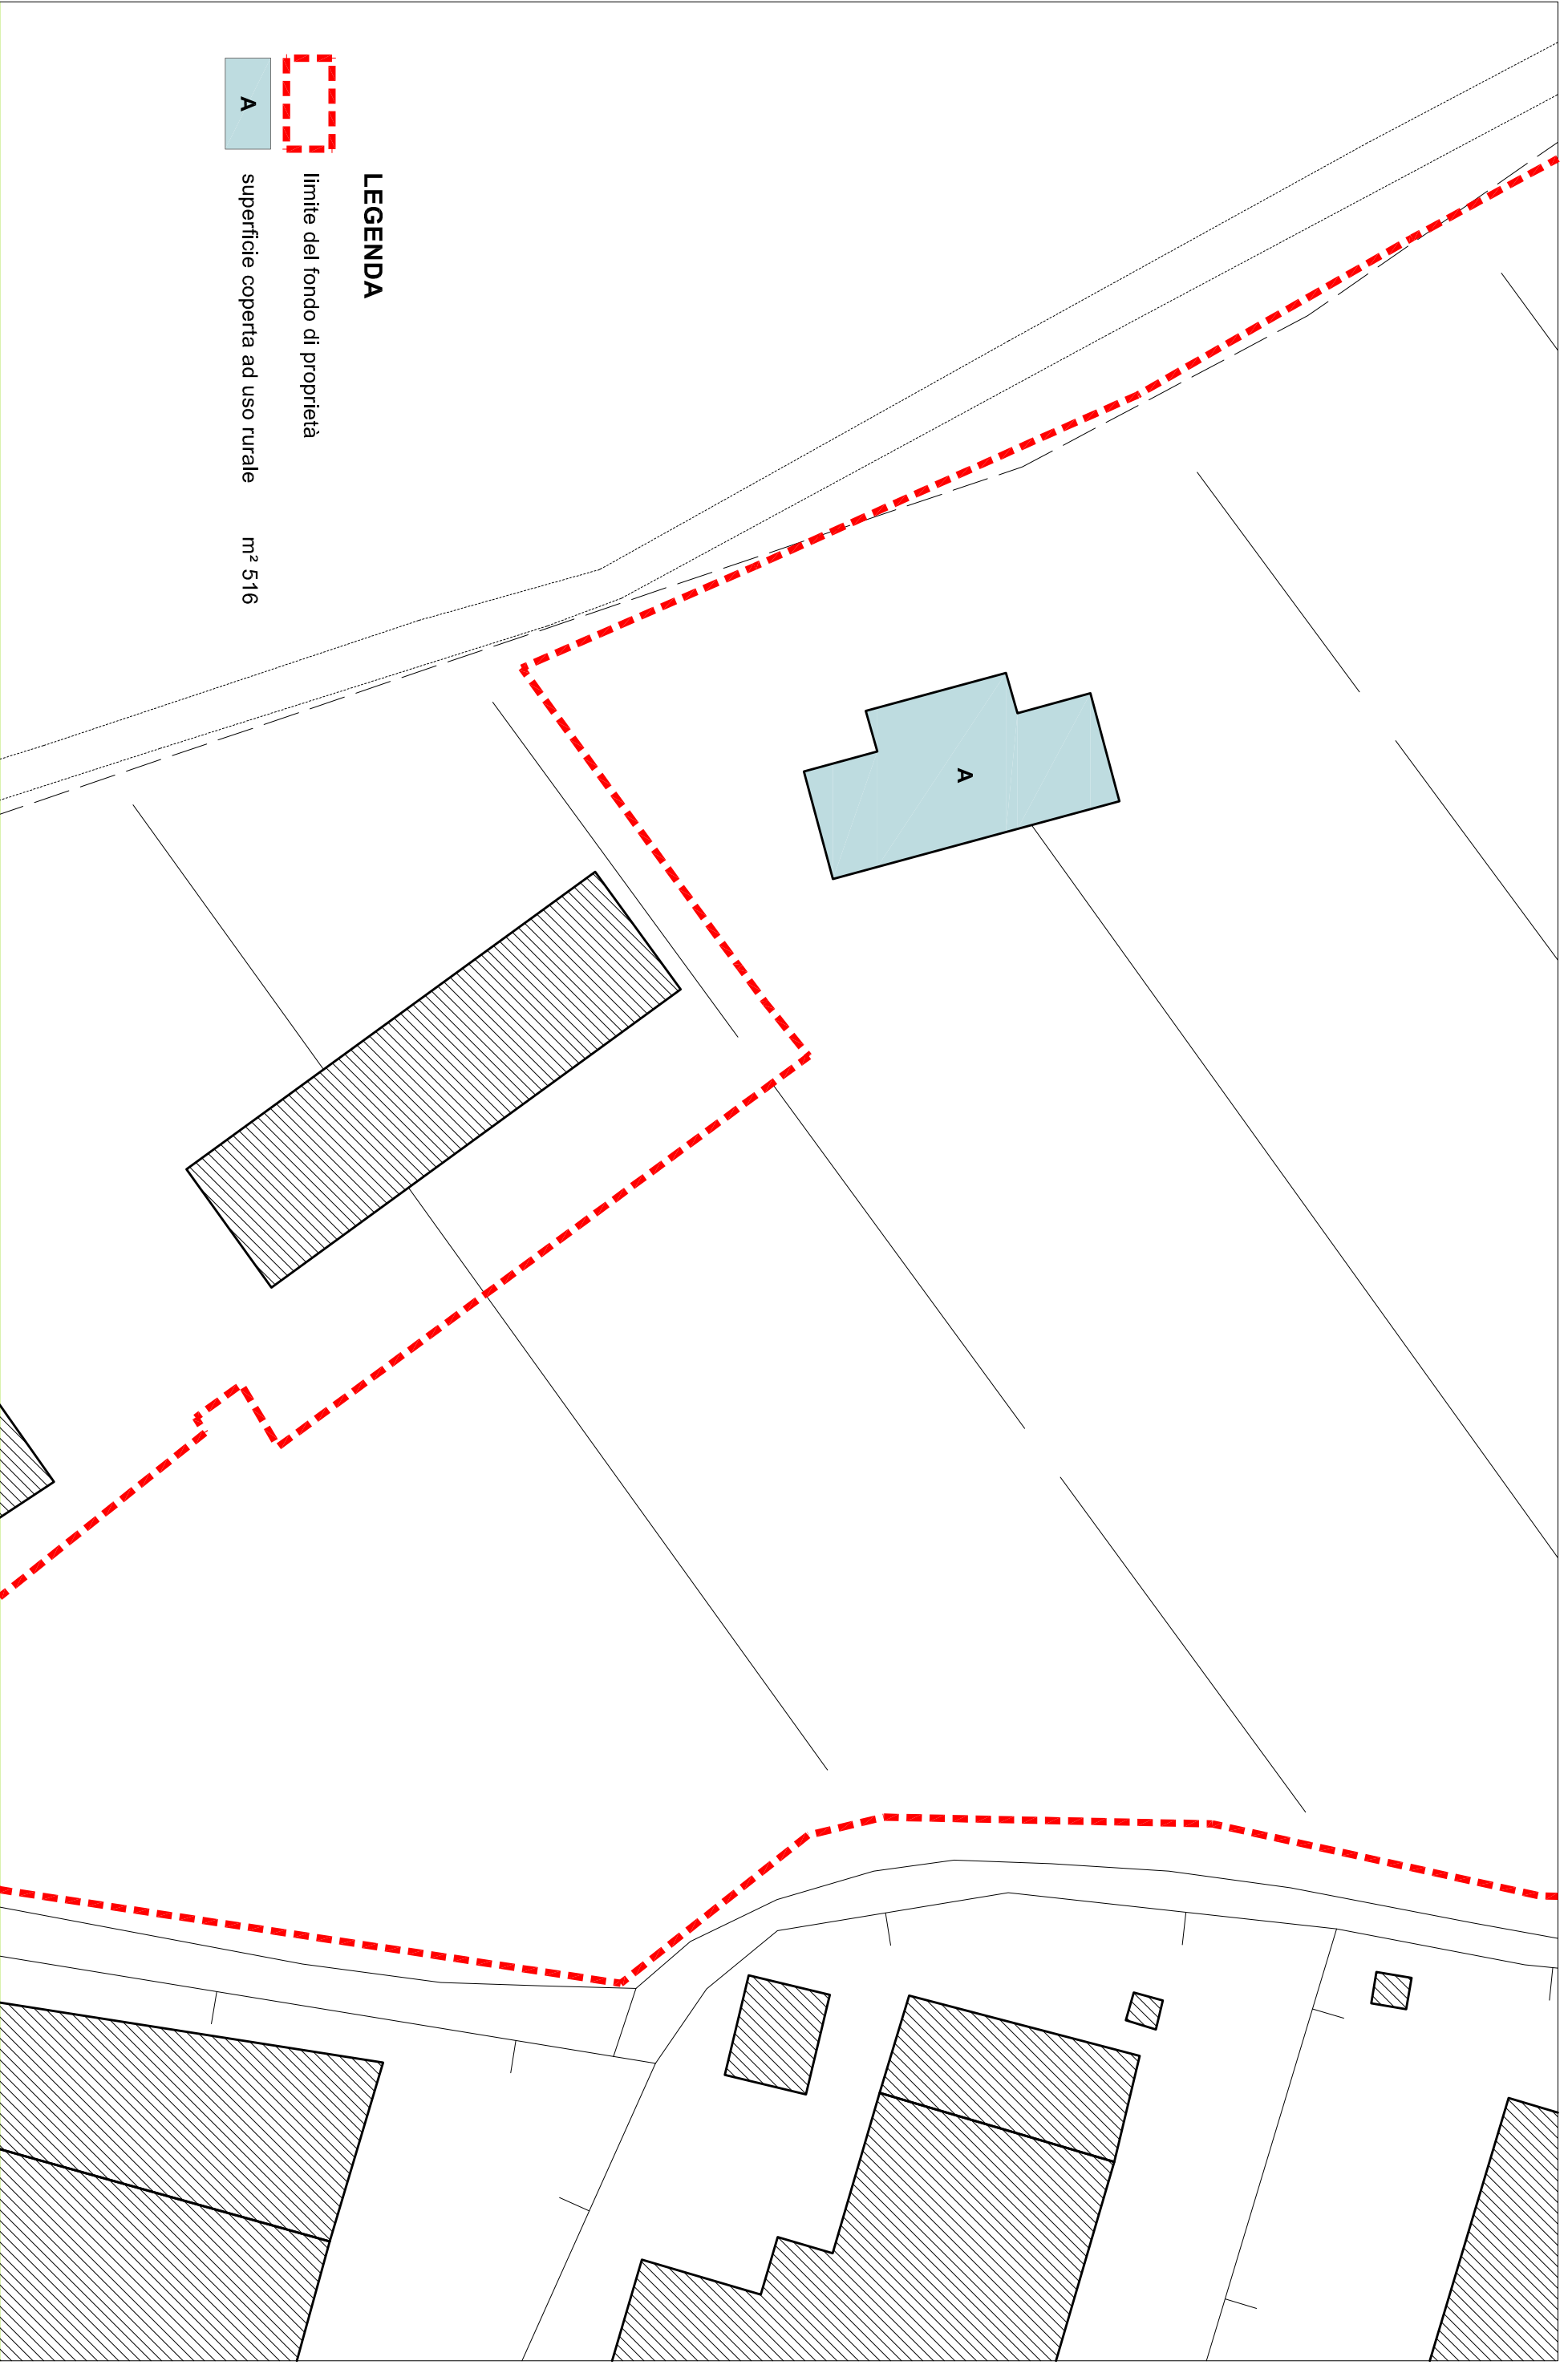 LEGENDA
limite del fondo di proprietà
A superficie coperta ad uso rurale m² 516
A